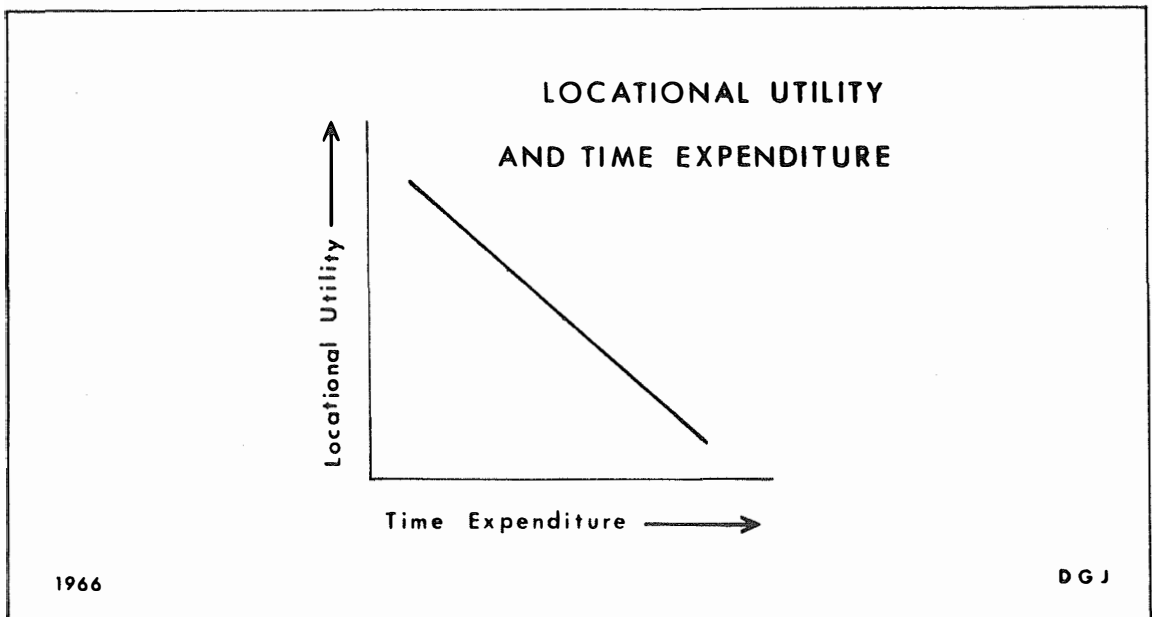 LOCATIONAL UTILITY
AND TIME EXPENDITURE
Locational Utility
Time Expenditure
1966
DGJ